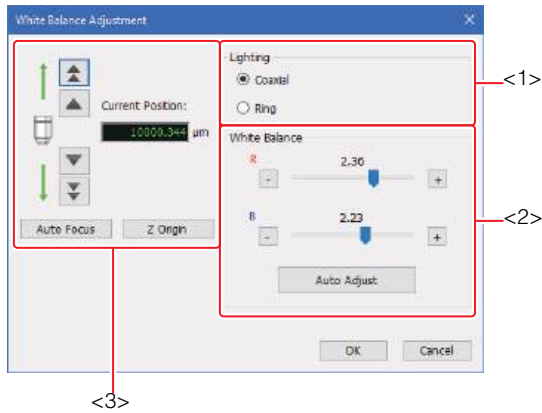 White Balance Adjustment
Lighting
Coaxial
Ring
<1>
Current Position:
10000.344 µm
White Balance
R
2.36
- +
<2>
B
2.23
- +
Auto Focus
Z Origin
Auto Adjust
OK
Cancel
<3>